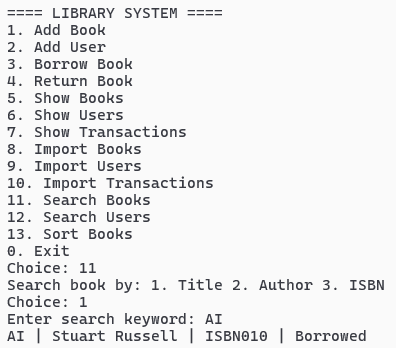 ==== LIBRARY SYSTEM ====
1. Add Book
2. Add User
3. Borrow Book
4. Return Book
5. Show Books
6. Show Users
7. Show Transactions
8. Import Books
9. Import Users
10. Import Transactions
11. Search Books
12. Search Users
13. Sort Books
0. Exit
Choice: 11
Search book by: 1. Title 2. Author 3. ISBN
Choice: 1
Enter search keyword: AI
AI | Stuart Russell | ISBN010 | Borrowed